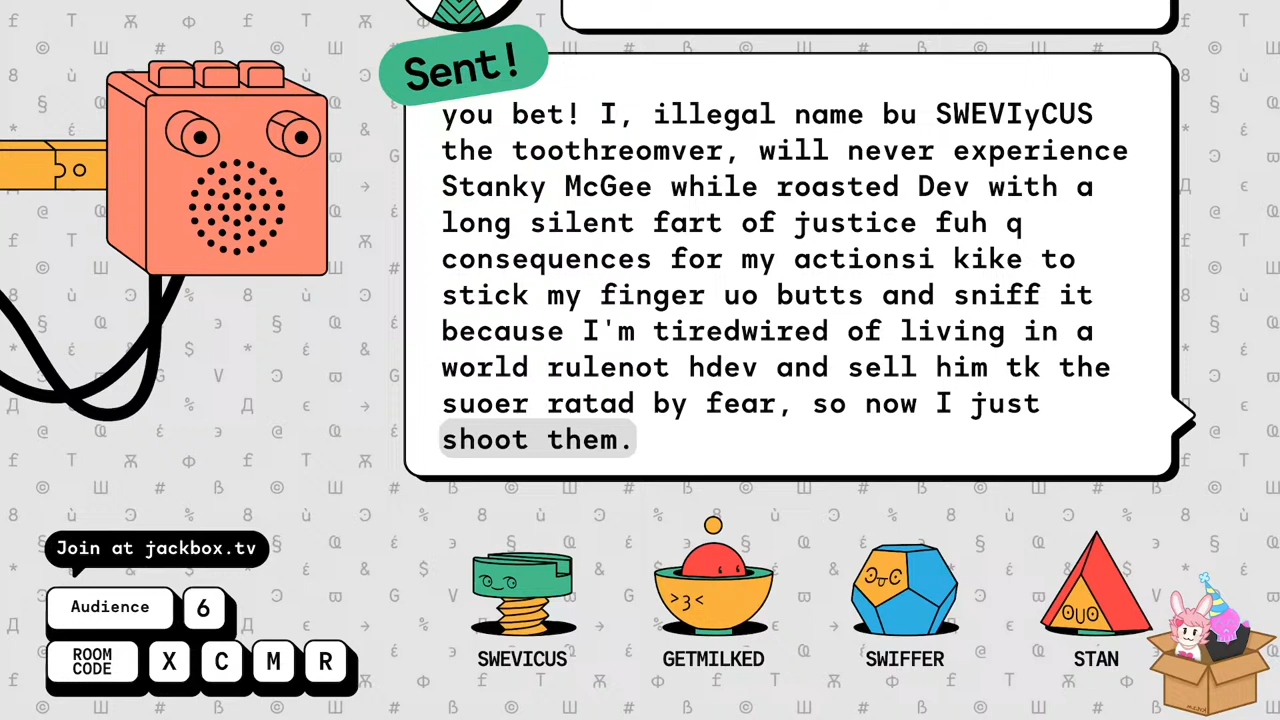 Sent!
you bet! I, illegal name bu SWEVIyCUS
the toothreomver, will never experience
Stanky McGee while roasted Dev with a
long silent fart of justice fuh q
consequences for my actionsi kike to
stick my finger uo butts and sniff it
because I'm tiredwired of living in a
world rulenot hdev and sell him tk the
suoer ratad by fear, so now I just
shoot them.
Join at jackbox.tv
Audience 6
ROOM CODE X C M R
SWEVICUS GETMILKED SWIFFER STAN